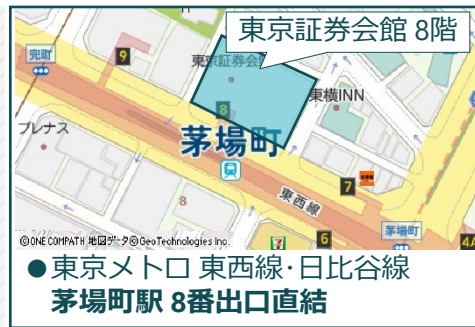 東京証券会館 8階
兜町
9
東京証券会
東横INN
8
プレナス
茅場町
7
東西線
8
茅場町
6
4A
©ONE COMPATH 地図データ©GeoTechnologies Inc.
●東京メトロ 東西線･日比谷線
茅場町駅 8番出口直結